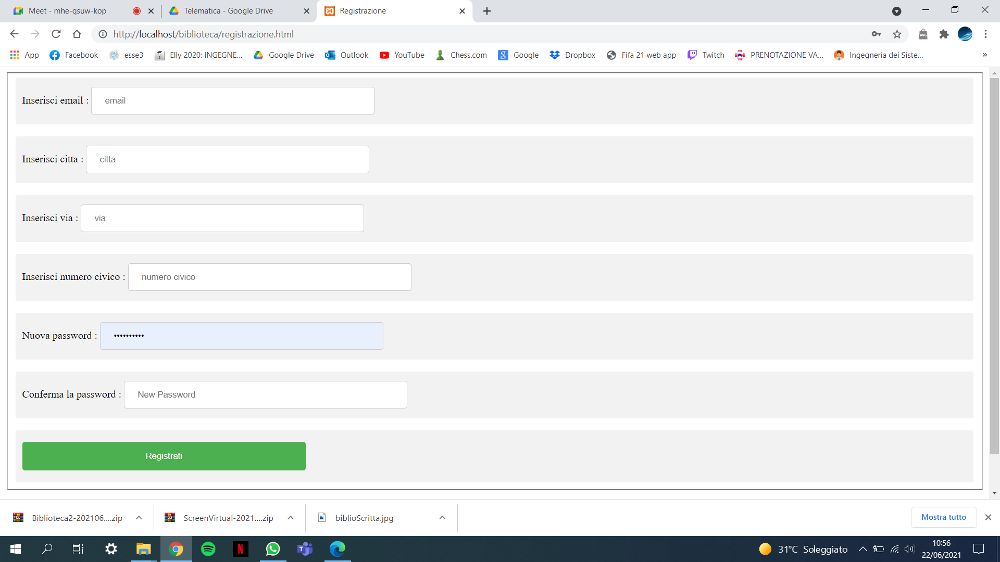 Meet - mhe-qsuw-kop
Telematica - Google Drive
Registrazione
http://localhost/biblioteca/registrazione.html
App Facebook esse3 Elly 2020: INGEGNE... Google Drive Outlook YouTube Chess.com Google Dropbox Fifa 21 web app Twitch PRENOTAZIONE VA... Ingegneria dei Siste... »
Inserisci email : email
Inserisci citta : citta
Inserisci via : via
Inserisci numero civico : numero civico
Nuova password : ••••••••••
Conferma la password : New Password
Registrati
Biblioteca2-202106....zip
ScreenVirtual-2021....zip
biblioScritta.jpg
Mostra tutto
31°C Soleggiato
10:56
22/06/2021